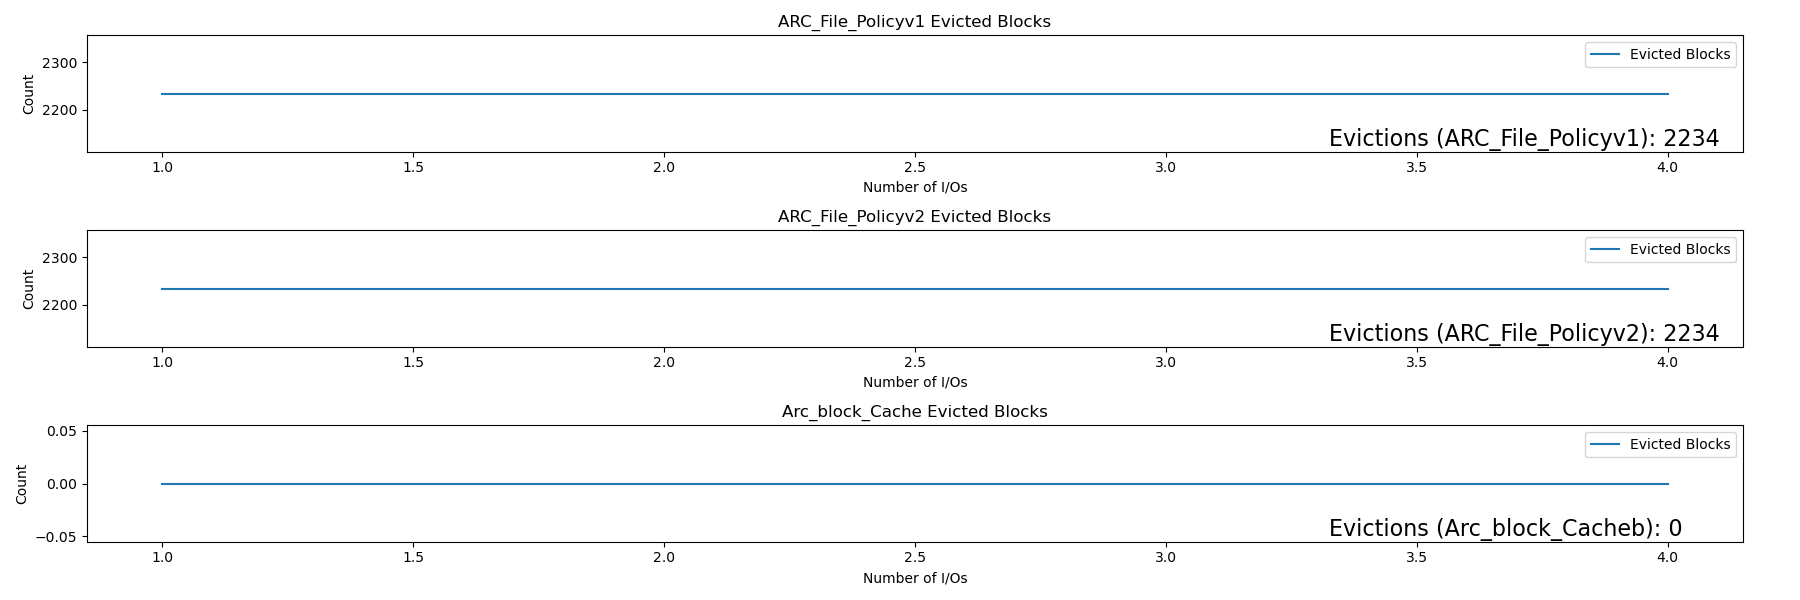 ARC_File_Policyv1 Evicted Blocks
Count
2300
2200
Evicted Blocks
Evictions (ARC_File_Policyv1): 2234
1.0 1.5 2.0 2.5 3.0 3.5 4.0
Number of I/Os
ARC_File_Policyv2 Evicted Blocks
Count
2300
2200
Evicted Blocks
Evictions (ARC_File_Policyv2): 2234
1.0 1.5 2.0 2.5 3.0 3.5 4.0
Number of I/Os
Arc_block_Cache Evicted Blocks
Count
0.05
0.00
−0.05
Evicted Blocks
Evictions (Arc_block_Cacheb): 0
1.0 1.5 2.0 2.5 3.0 3.5 4.0
Number of I/Os